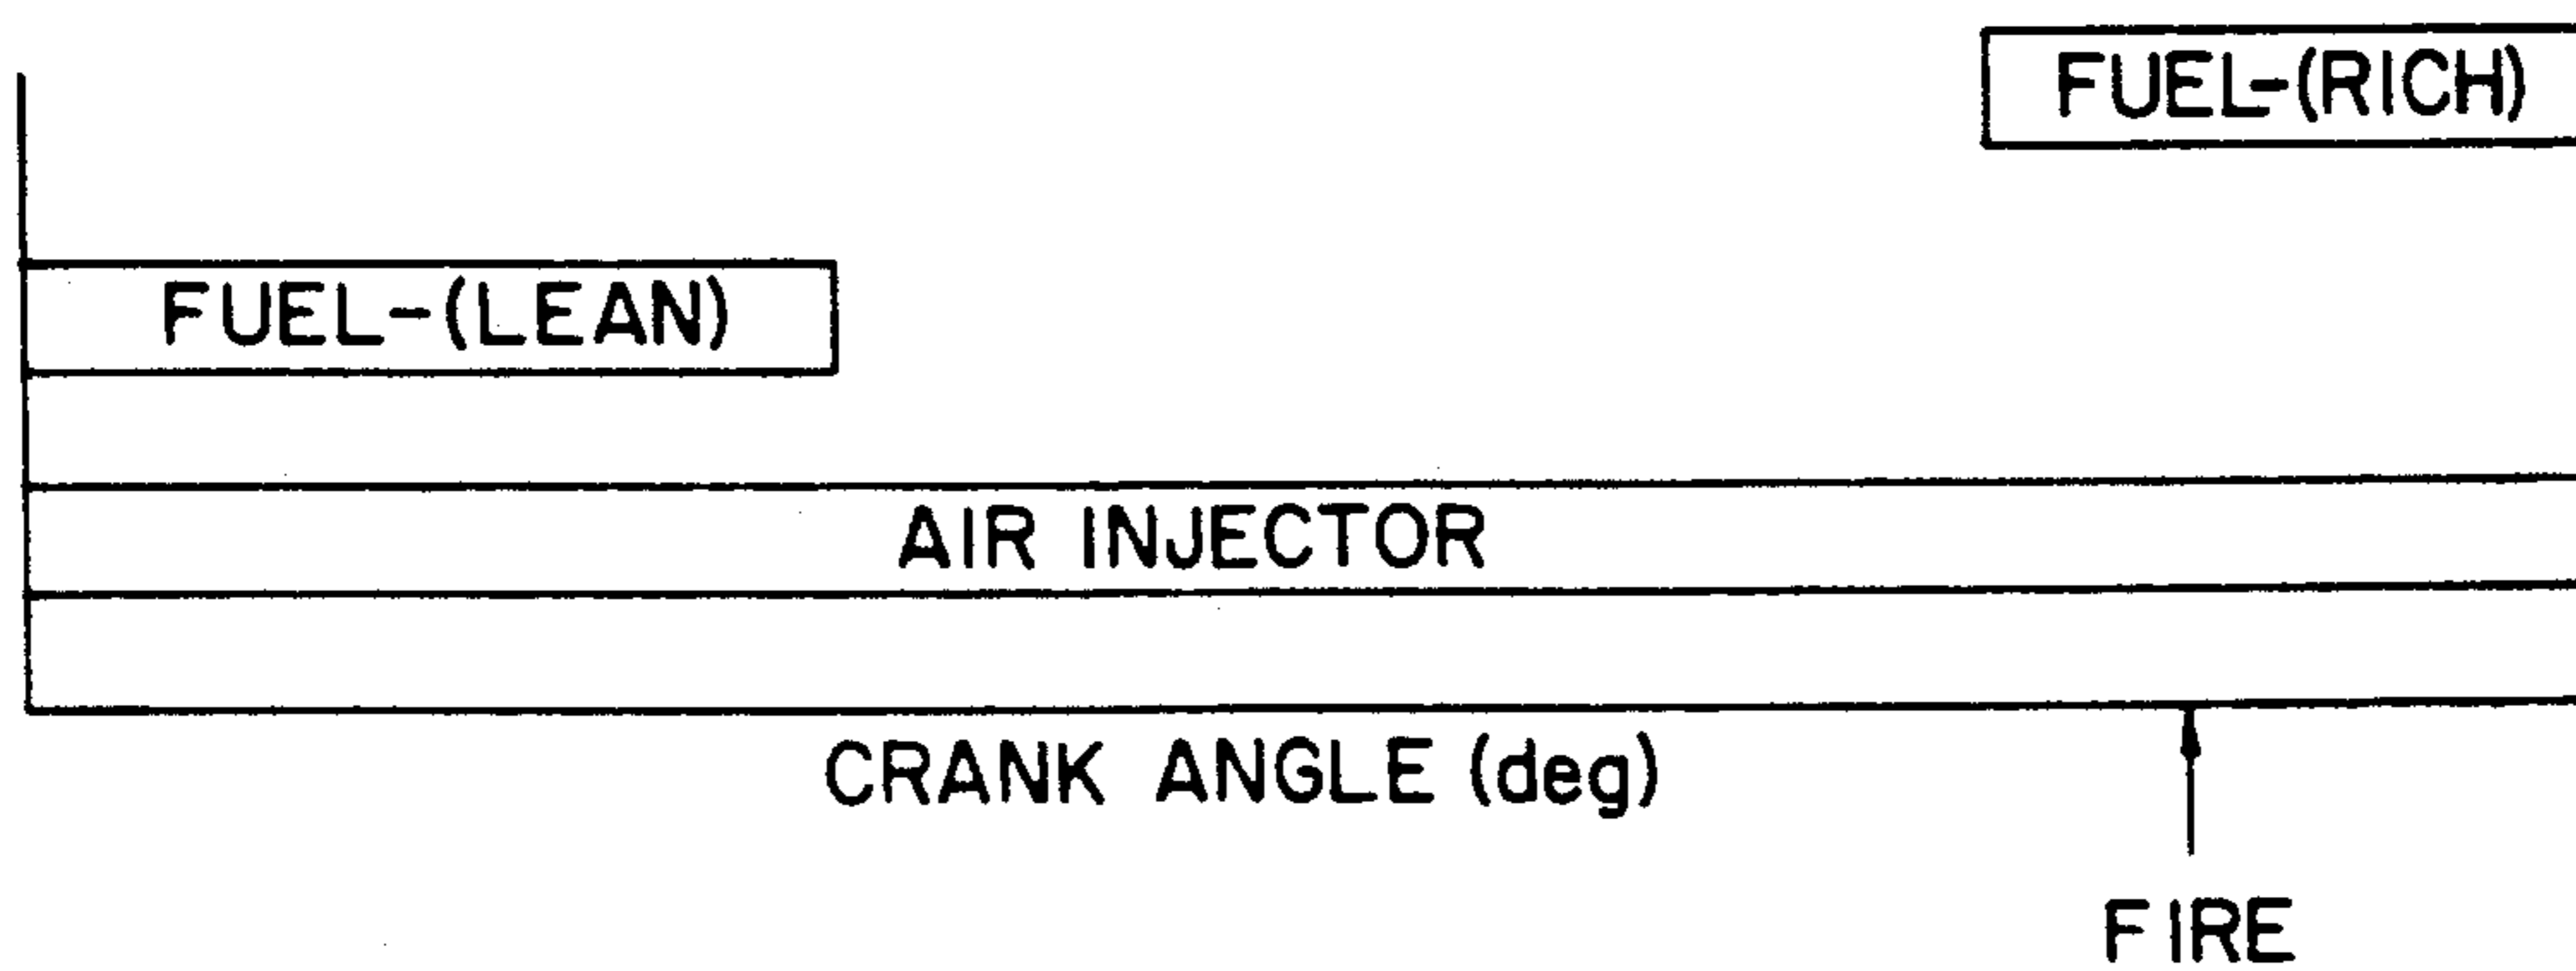 FUEL-(RICH)
FUEL-(LEAN)
AIR INJECTOR
CRANK ANGLE (deg)
FIRE